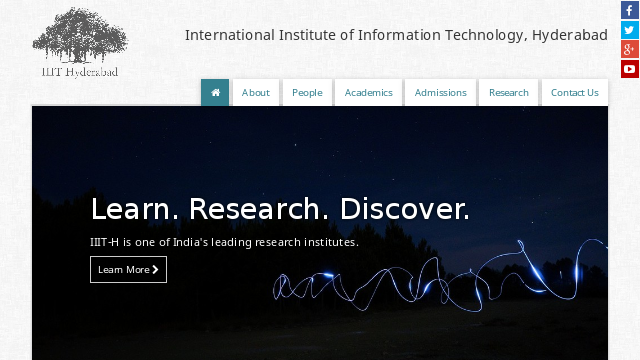 International Institute of Information Technology, Hyderabad
IIIT Hyderabad
About People Academics Admissions Research Contact Us
Learn. Research. Discover.
IIIT-H is one of India's leading research institutes.
Learn More